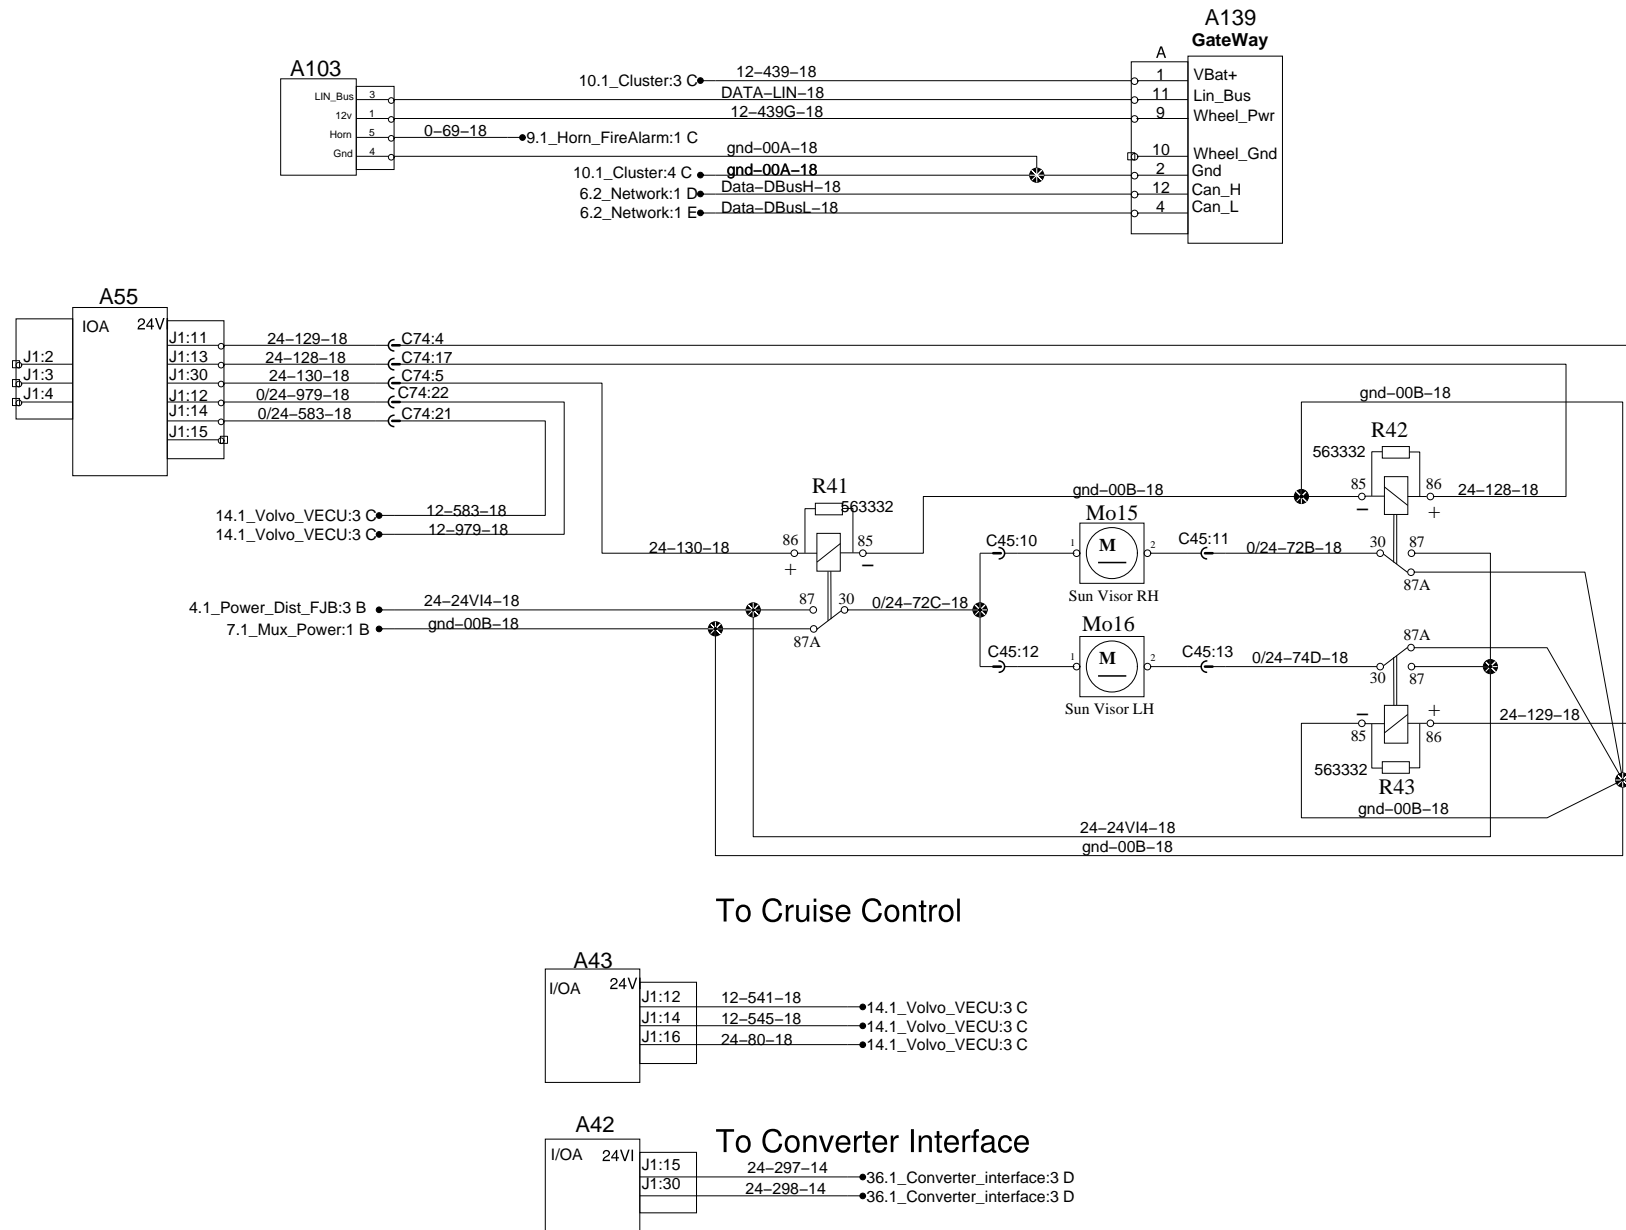 A139
GateWay
A103
A
10.1_Cluster:3 C
12–439–18
1
VBat+
LIN_Bus
3
DATA–LIN–18
11
Lin_Bus
12v
1
12–439G–18
9
Wheel_Pwr
Horn
5
0–69–18
9.1_Horn_FireAlarm:1 C
Gnd
4
gnd–00A–18
10
Wheel_Gnd
10.1_Cluster:4 C
gnd–00A–18
2
Gnd
6.2_Network:1 D
Data–DBusH–18
12
Can_H
6.2_Network:1 E
Data–DBusL–18
4
Can_L
A55
IOA
24V
J1:11
24–129–18
C74:4
J1:2
J1:13
24–128–18
C74:17
J1:3
J1:30
24–130–18
C74:5
J1:4
J1:12
0/24–979–18
C74:22
J1:14
0/24–583–18
C74:21
J1:15
gnd–00B–18
R42
563332
85
86
24–128–18
–
+
R41
563332
gnd–00B–18
14.1_Volvo_VECU:3 C
12–583–18
14.1_Volvo_VECU:3 C
12–979–18
Mo15
24–130–18
86
85
+
–
C45:10
1
M
2
C45:11
0/24–72B–18
30
87
87A
Sun Visor RH
4.1_Power_Dist_FJB:3 B
24–24VI4–18
87
30
0/24–72C–18
7.1_Mux_Power:1 B
gnd–00B–18
87A
Mo16
C45:12
1
M
2
C45:13
0/24–74D–18
87A
30
87
Sun Visor LH
–
+
85
86
24–129–18
563332
R43
gnd–00B–18
24–24VI4–18
gnd–00B–18
To Cruise Control
A43
I/OA
24VI
J1:12
12–541–18
14.1_Volvo_VECU:3 C
J1:14
12–545–18
14.1_Volvo_VECU:3 C
J1:16
24–80–18
14.1_Volvo_VECU:3 C
A42
To Converter Interface
I/OA
24VI
J1:15
24–297–14
36.1_Converter_interface:3 D
J1:30
24–298–14
36.1_Converter_interface:3 D